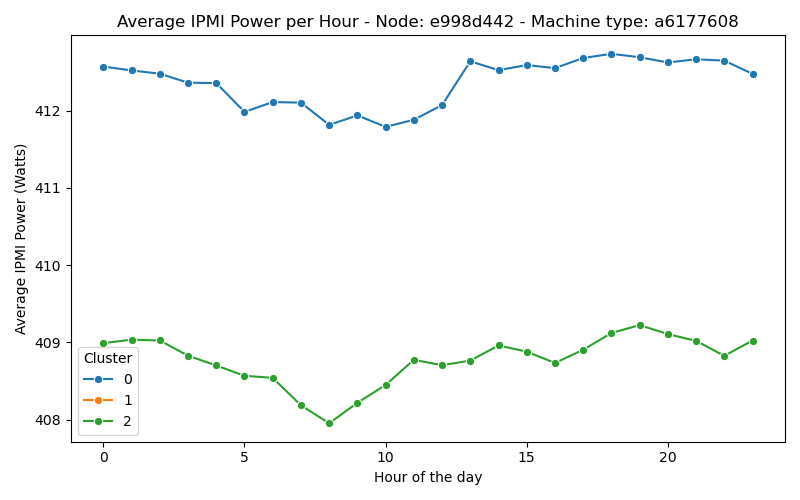 Average IPMI Power per Hour - Node: e998d442 - Machine type: a6177608
Average IPMI Power (Watts)
412
411
410
409
408
Cluster
0
1
2
0 5 10 15 20
Hour of the day